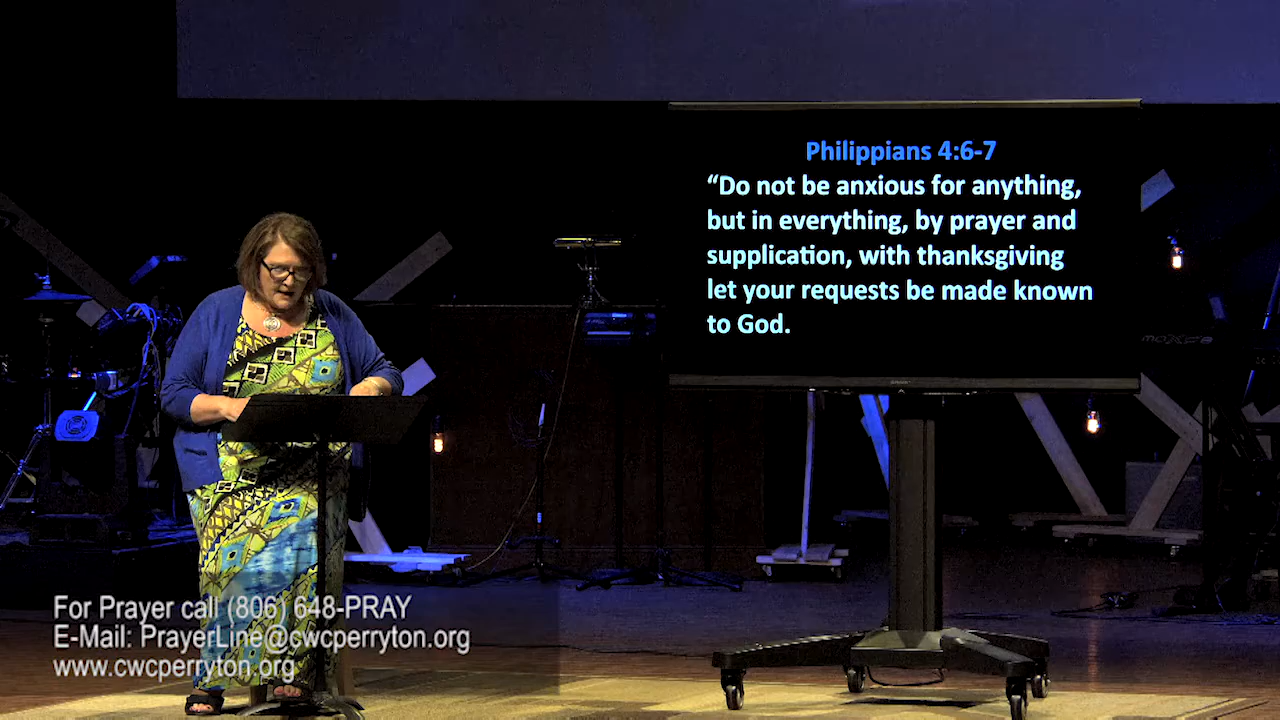 Philippians 4:6-7
“Do not be anxious for anything,
but in everything, by prayer and
supplication, with thanksgiving
let your requests be made known
to God.
moXF8
For Prayer call (806) 648-PRAY
E-Mail: PrayerLine@cwcperryton.org
www.cwcperryton.org